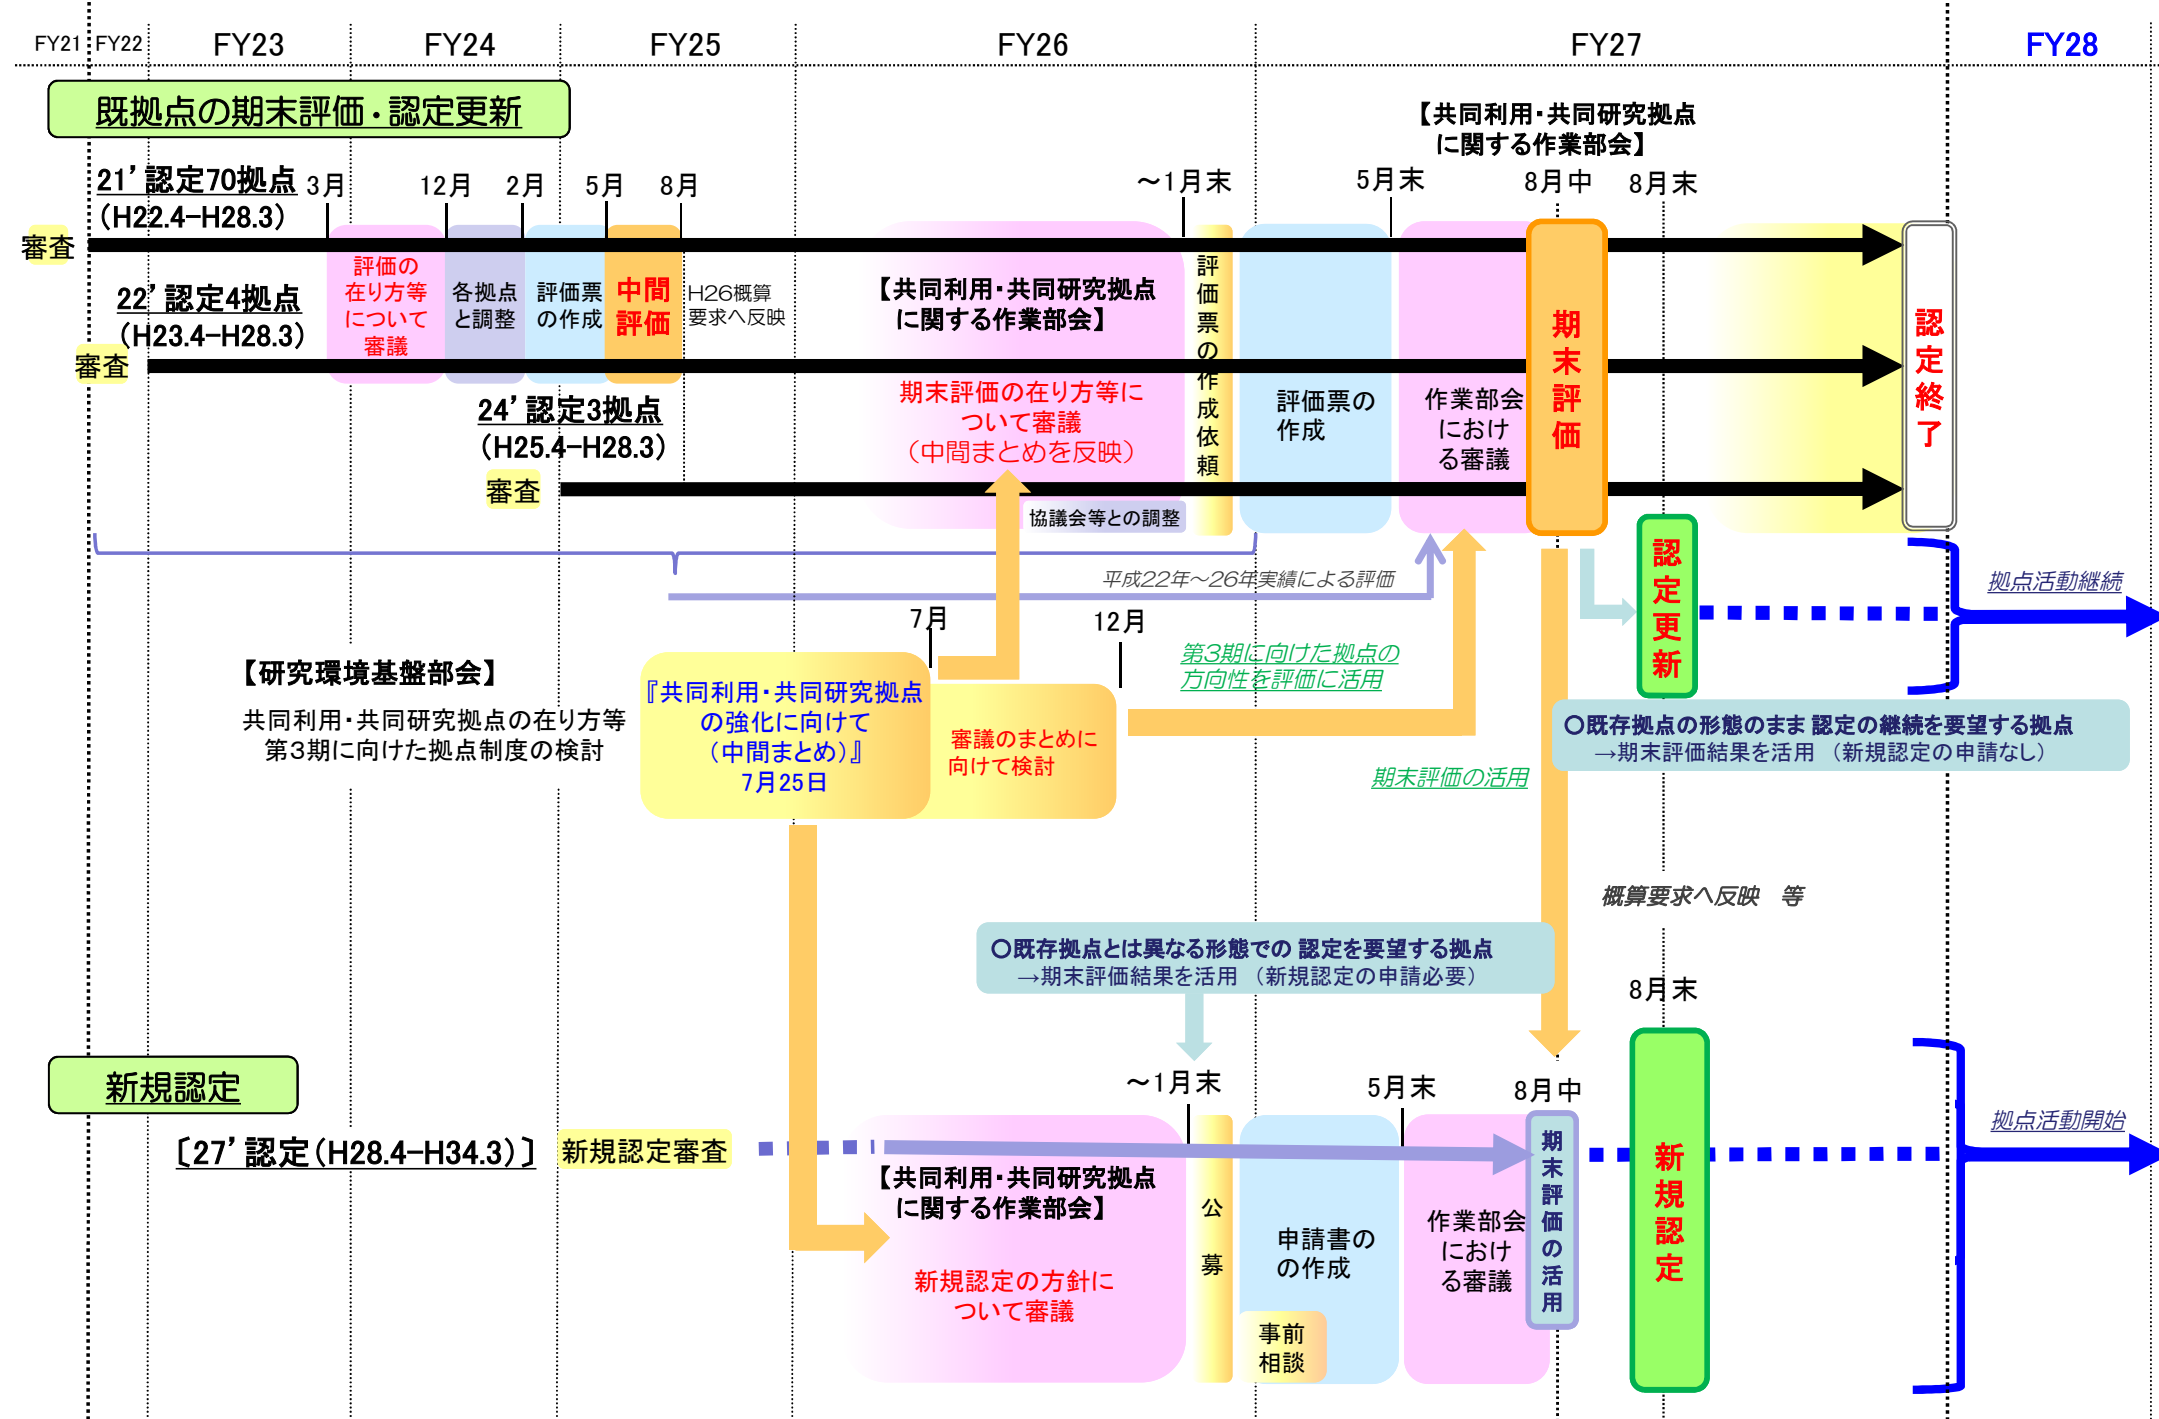 FY21 FY22 FY23 FY24 FY25 FY26 FY27 FY28
既拠点の期末評価・認定更新
【共同利用・共同研究拠点
に関する作業部会】
21’認定70拠点
(H22.4−H28.3)
3月 12月 2月 5月 8月 ～1月末 5月末 8月中 8月末
審査
22’認定4拠点
(H23.4−H28.3)
審査
評価の
在り方等
について
審議
各拠点
と調整
評価票
の作成
中間
評価
H26概算
要求へ反映
24’認定3拠点
(H25.4−H28.3)
審査
【共同利用・共同研究拠点
に関する作業部会】
期末評価の在り方等に
ついて審議
（中間まとめを反映）
協議会等との調整
評価票の作成依頼
評価票の
作成
作業部会
におけ
る審議
期末評価
認定終了
認定更新
平成22年～26年実績による評価
拠点活動継続
7月
12月
第3期に向けた拠点の
方向性を評価に活用
【研究環境基盤部会】
共同利用・共同研究拠点の在り方等
第3期に向けた拠点制度の検討
『共同利用・共同研究拠点
の強化に向けて
（中間まとめ）』
7月25日
審議のまとめに
向けて検討
○既存拠点の形態のまま 認定の継続を要望する拠点
→期末評価結果を活用 （新規認定の申請なし）
期末評価の活用
概算要求へ反映 等
○既存拠点とは異なる形態での 認定を要望する拠点
→期末評価結果を活用 （新規認定の申請必要）
8月末
新規認定
～1月末 5月末 8月中
〔27’認定(H28.4−H34.3)〕
新規認定審査
【共同利用・共同研究拠点
に関する作業部会】
新規認定の方針に
ついて審議
公募
申請書の
の作成
事前
相談
作業部会
におけ
る審議
期末評価の活用
新規認定
拠点活動開始